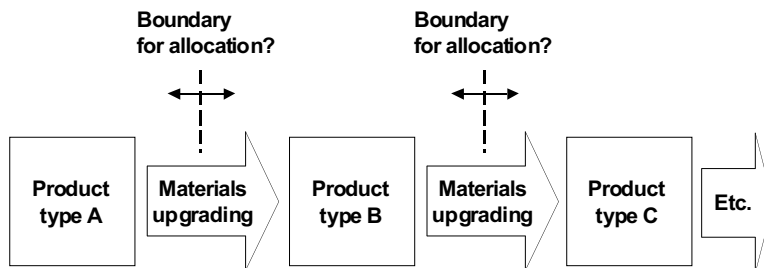 Boundary
for allocation?
Boundary
for allocation?
Product
type A
Materials
upgrading
Product
type B
Materials
upgrading
Product
type C
Etc.